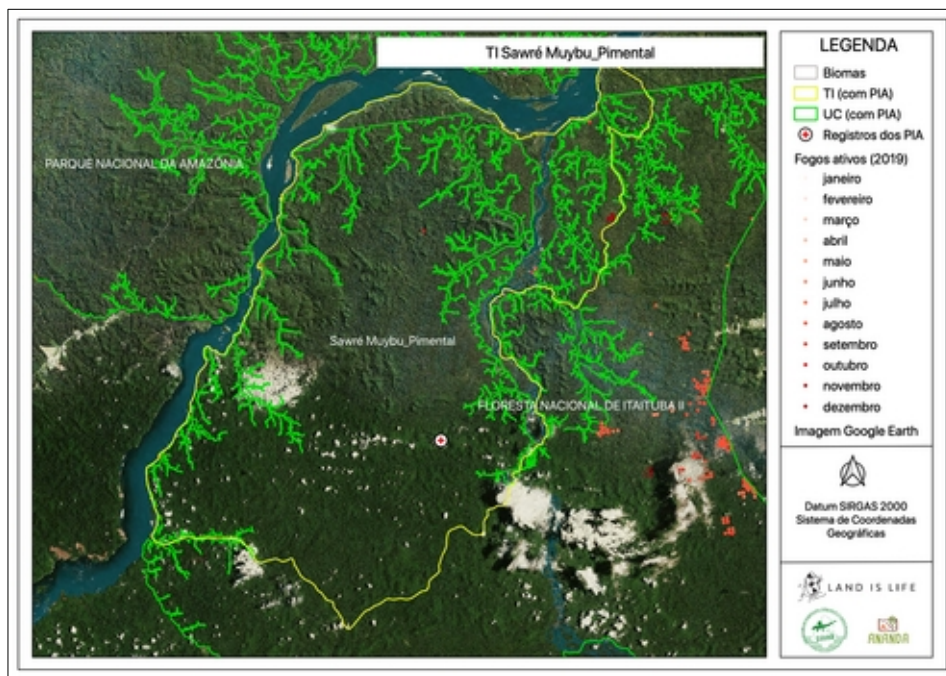 TI Sawré Muybu_Pimental
PARQUE NACIONAL DA AMAZÔNIA
Sawré Muybu_Pimental
FLORESTA NACIONAL DE ITAITUBA II
LEGENDA
Biomas
TI (com PIA)
UC (com PIA)
Registros dos PIA
Fogos ativos (2019)
janeiro
fevereiro
março
abril
maio
junho
julho
agosto
setembro
outubro
novembro
dezembro
Imagem Google Earth
Datum SIRGAS 2000
Sistema de Coordenadas
Geográficas
LAND IS LIFE
ANANDA